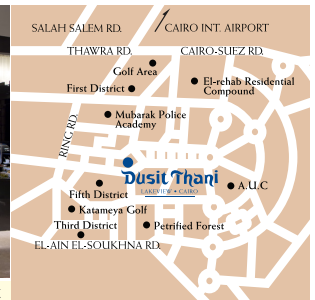 SALAH SALEM RD.
CAIRO INT. AIRPORT
THAWRA RD.
CAIRO-SUEZ RD.
Golf Area
First District
El-rehab Residential
Compound
Mubarak Police
Academy
RING RD.
Dusit Thani
LAKEVIEW • CAIRO
A.U.C
Fifth District
Katameya Golf
Third District
Petrified Forest
EL-AIN EL-SOUKHNA RD.